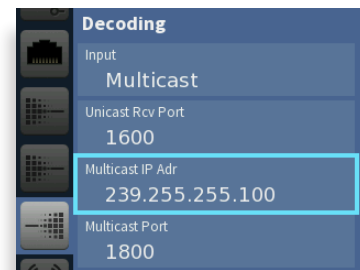 Decoding
Input
Multicast
Unicast Rcv Port
1600
Multicast IP Adr
239.255.255.100
Multicast Port
1800